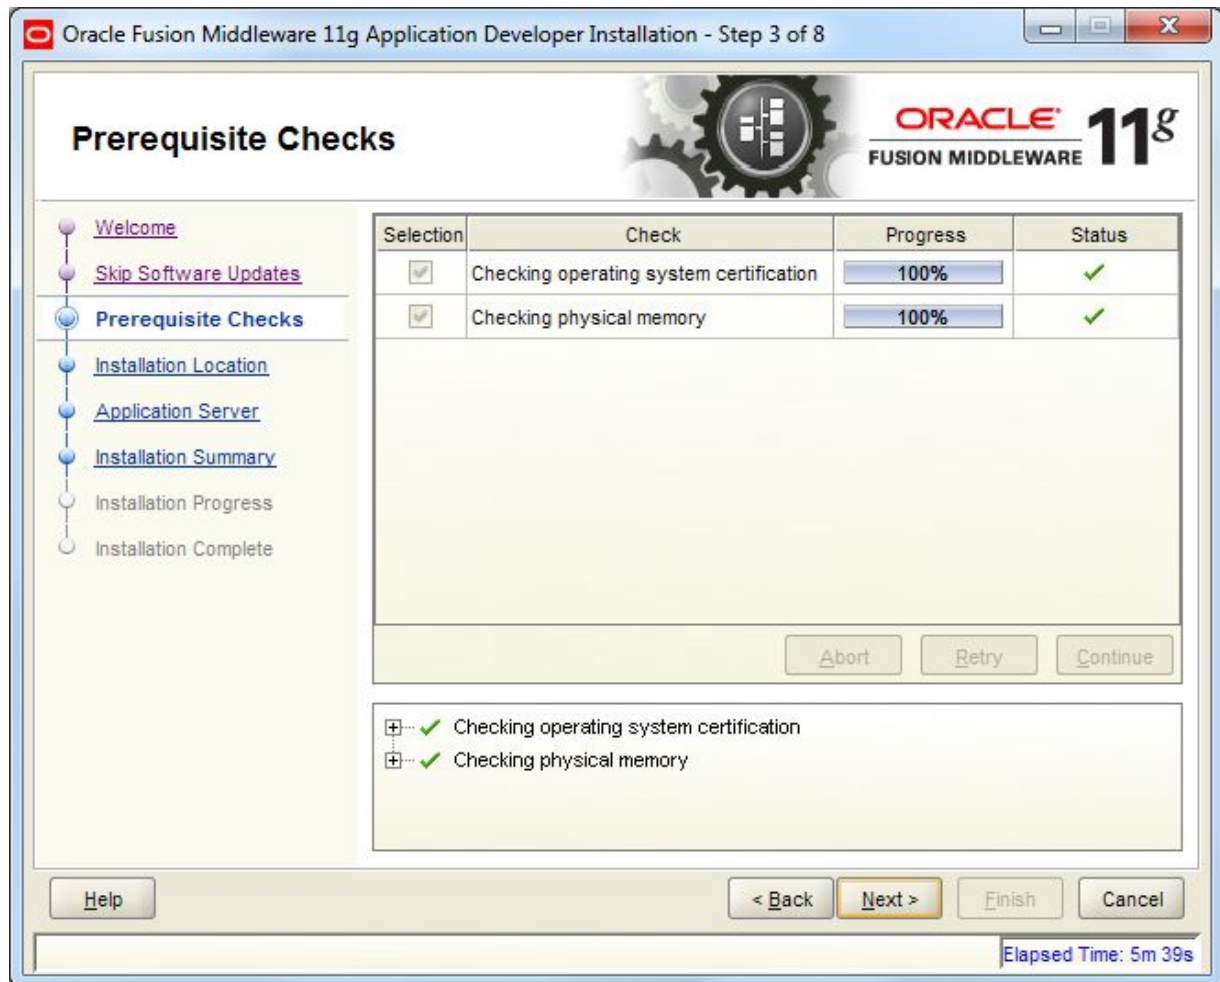 Oracle Fusion Middleware 11g Application Developer Installation - Step 3 of 8
Prerequisite Checks
ORACLE
FUSION MIDDLEWARE 11g
Welcome
Skip Software Updates
Prerequisite Checks
Installation Location
Application Server
Installation Summary
Installation Progress
Installation Complete
Selection Check Progress Status
Checking operating system certification 100%
Checking physical memory 100%
Abort Retry Continue
Checking operating system certification
Checking physical memory
Help < Back Next > Finish Cancel
Elapsed Time: 5m 39s